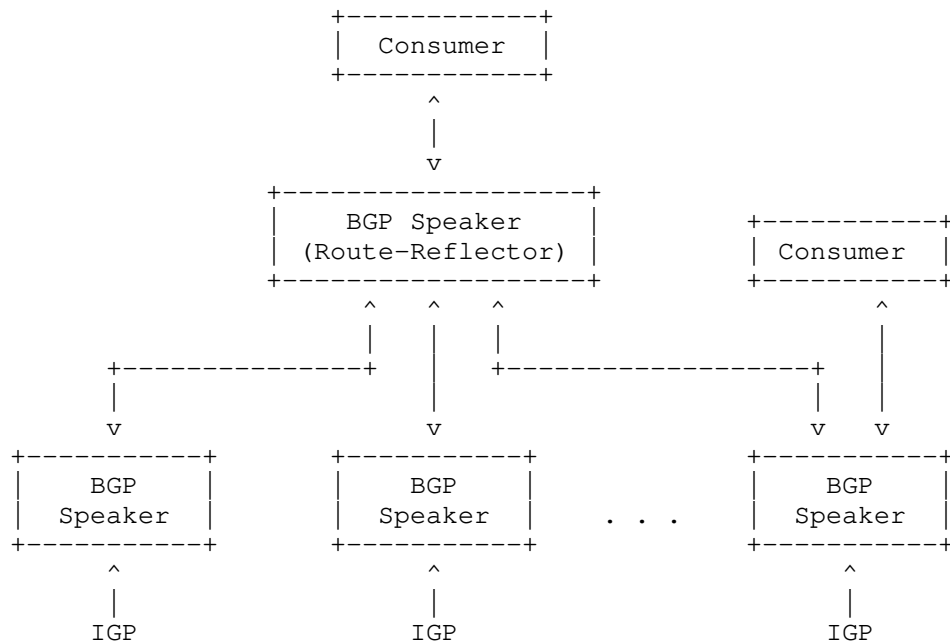 Consumer
BGP Speaker
(Route-Reflector)
Consumer
BGP
Speaker
BGP
Speaker
. . .
BGP
Speaker
IGP
IGP
IGP